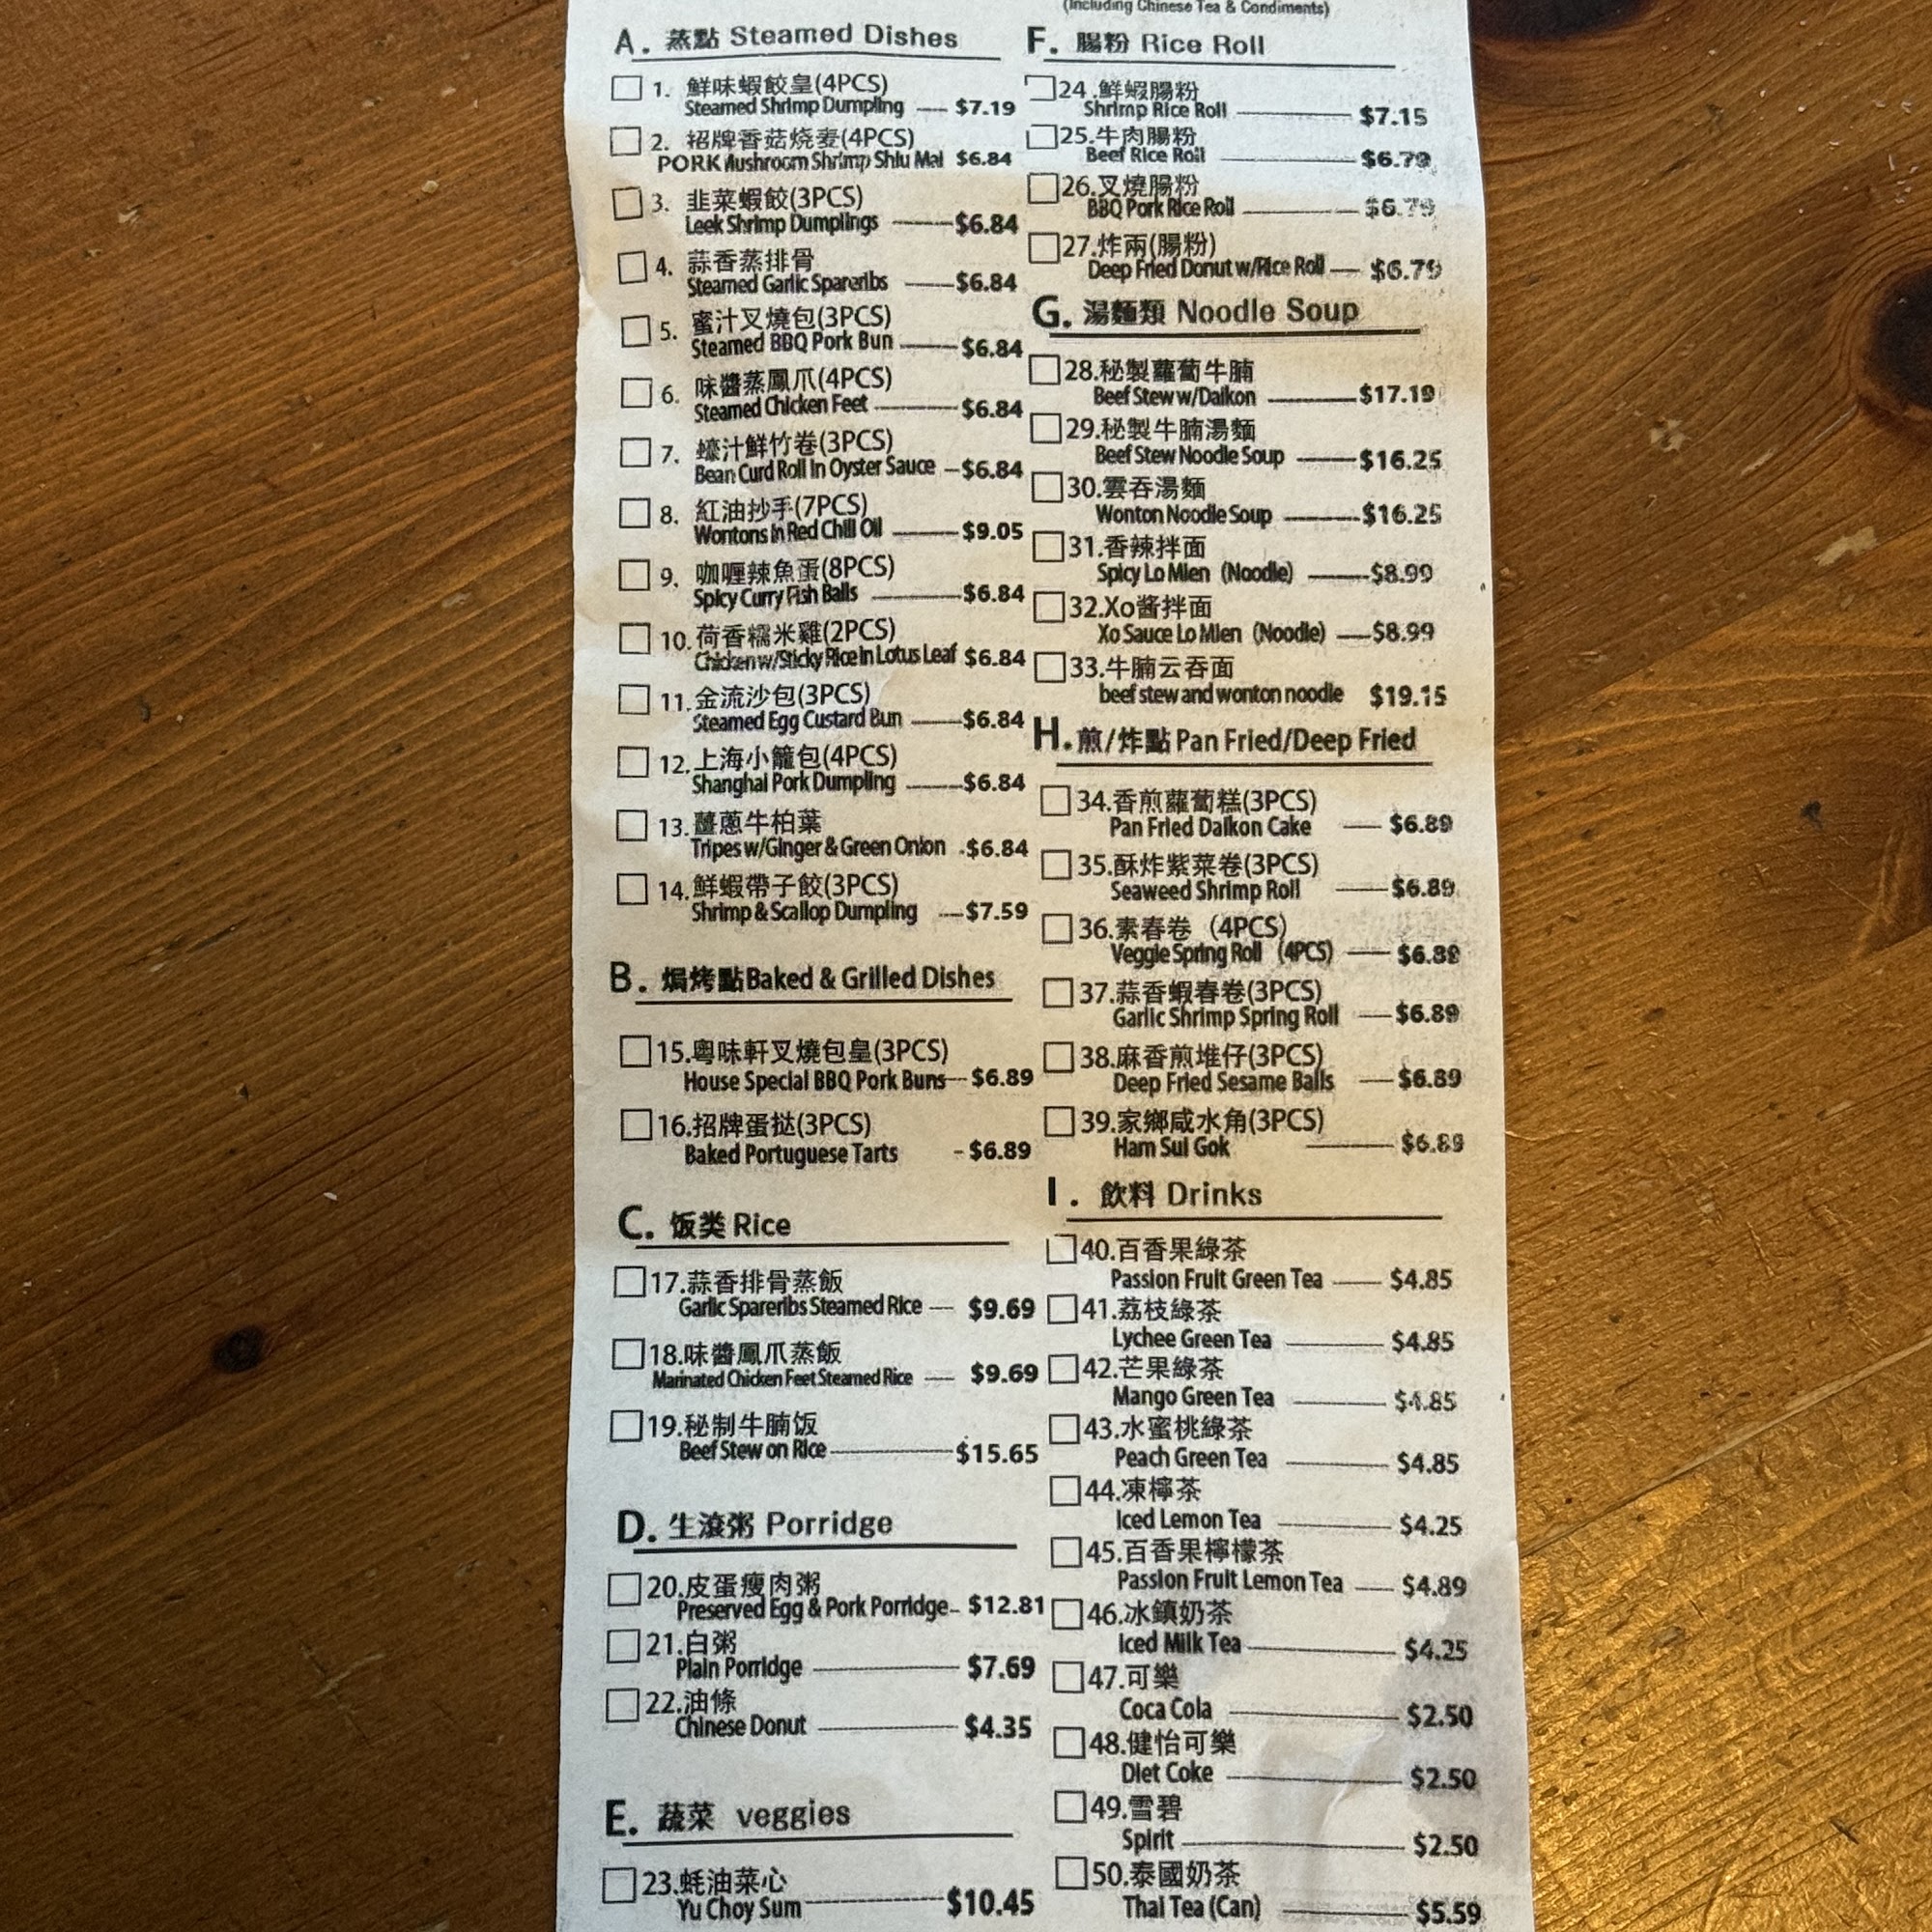 (Including Chinese Tea & Condiments)
A. 蒸點 Steamed Dishes
1. 鮮味蝦餃皇(4PCS)
Steamed Shrimp Dumpling $7.19
2. 招牌香菇烧麦(4PCS)
PORK Mushroom Shrimp Shiu Mai $6.84
3. 韭菜蝦餃(3PCS)
Leek Shrimp Dumplings $6.84
4. 蒜香蒸排骨
Steamed Garlic Spareribs $6.84
5. 蜜汁叉燒包(3PCS)
Steamed BBQ Pork Bun $6.84
6. 味醬蒸鳳爪(4PCS)
Steamed Chicken Feet $6.84
7. 蠔汁鮮竹卷(3PCS)
Bean Curd Roll In Oyster Sauce $6.84
8. 紅油抄手(7PCS)
Wontons In Red Chili Oil $9.05
9. 咖喱辣魚蛋(8PCS)
Spicy Curry Fish Balls $6.84
10. 荷香糯米雞(2PCS)
Chicken w/Sticky Rice In Lotus Leaf $6.84
11. 金流沙包(3PCS)
Steamed Egg Custard Bun $6.84
12. 上海小籠包(4PCS)
Shanghai Pork Dumpling $6.84
13. 薑蔥牛柏葉
Tripes w/Ginger & Green Onion $6.84
14. 鮮蝦帶子餃(3PCS)
Shrimp & Scallop Dumpling $7.59
B. 焗烤點Baked & Grilled Dishes
15.粵味軒叉燒包皇(3PCS)
House Special BBQ Pork Buns $6.89
16.招牌蛋挞(3PCS)
Baked Portuguese Tarts $6.89
C. 饭类 Rice
17.蒜香排骨蒸飯
Garlic Spareribs Steamed Rice $9.69
18.味醬鳳爪蒸飯
Marinated Chicken Feet Steamed Rice $9.69
19.秘制牛腩饭
Beef Stew on Rice $15.65
D. 生滾粥 Porridge
20.皮蛋瘦肉粥
Preserved Egg & Pork Porridge $12.81
21.白粥
Plain Porridge $7.69
22.油條
Chinese Donut $4.35
E. 蔬菜 veggies
23.蚝油菜心
Yu Choy Sum $10.45
F. 腸粉 Rice Roll
24.鮮蝦腸粉
Shrimp Rice Roll $7.15
25.牛肉腸粉
Beef Rice Roll $6.79
26.叉燒腸粉
BBQ Pork Rice Roll $6.79
27.炸兩(腸粉)
Deep Fried Donut w/Rice Roll $6.79
G. 湯麵類 Noodle Soup
28.秘製蘿蔔牛腩
Beef Stew w/Daikon $17.19
29.秘製牛腩湯麵
Beef Stew Noodle Soup $16.25
30.雲吞湯麵
Wonton Noodle Soup $16.25
31.香辣拌面
Spicy Lo Mien (Noodle) $8.99
32.Xo酱拌面
Xo Sauce Lo Mien (Noodle) $8.99
33.牛腩云吞面
beef stew and wonton noodle $19.15
H. 煎/炸點 Pan Fried/Deep Fried
34.香煎蘿蔔糕(3PCS)
Pan Fried Daikon Cake $6.89
35.酥炸紫菜卷(3PCS)
Seaweed Shrimp Roll $6.89
36.素春卷 (4PCS)
Veggie Spring Roll (4PCS) $6.89
37.蒜香蝦春卷(3PCS)
Garlic Shrimp Spring Roll $6.89
38.麻香煎堆仔(3PCS)
Deep Fried Sesame Balls $6.89
39.家鄉咸水角(3PCS)
Ham Sui Gok $6.89
I. 飲料 Drinks
40.百香果綠茶
Passion Fruit Green Tea $4.85
41.荔枝綠茶
Lychee Green Tea $4.85
42.芒果綠茶
Mango Green Tea $4.85
43.水蜜桃綠茶
Peach Green Tea $4.85
44.凍檸茶
Iced Lemon Tea $4.25
45.百香果檸檬茶
Passion Fruit Lemon Tea $4.89
46.冰鎮奶茶
Iced Milk Tea $4.25
47.可樂
Coca Cola $2.50
48.健怡可樂
Diet Coke $2.50
49.雪碧
Spirit $2.50
50.泰國奶茶
Thai Tea (Can) $5.59